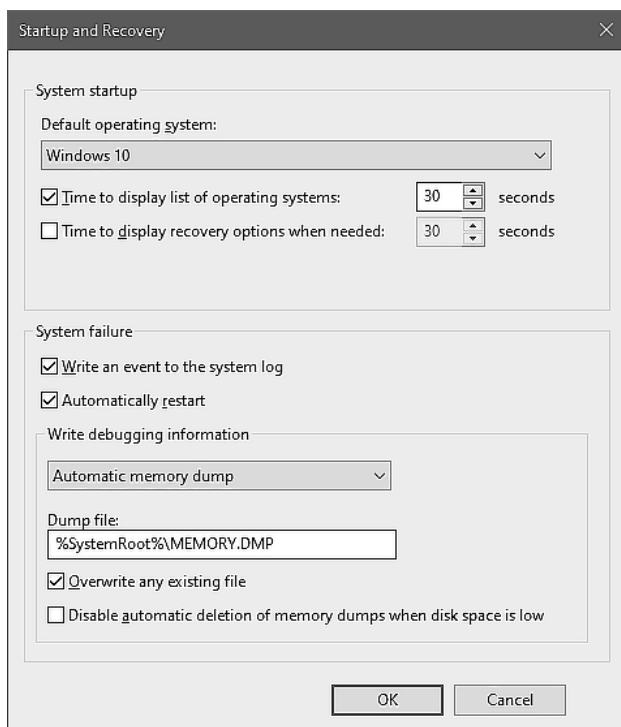 Startup and Recovery
System startup
Default operating system:
Windows 10
Time to display list of operating systems: 30 seconds
Time to display recovery options when needed: 30 seconds
System failure
Write an event to the system log
Automatically restart
Write debugging information
Automatic memory dump
Dump file:
%SystemRoot%\MEMORY.DMP
Overwrite any existing file
Disable automatic deletion of memory dumps when disk space is low
OK Cancel